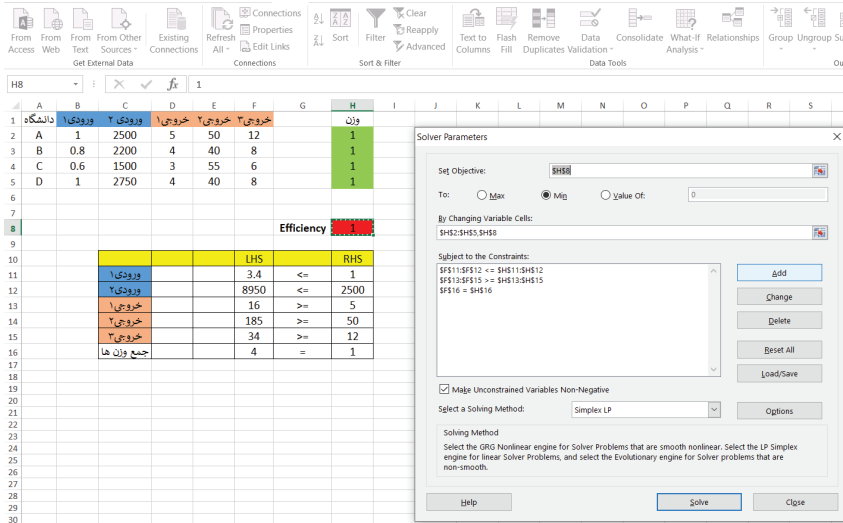 Connections
Properties
Edit Links
Clear
Reapply
Advanced
From Access
From Web
From Text
From Other Sources
Existing Connections
Refresh All
Sort
Filter
Text to Columns
Flash Fill
Remove Duplicates
Data Validation
Consolidate
What-If Analysis
Relationships
Group
Ungroup
Su
Get External Data
Connections
Sort & Filter
Data Tools
Ou
H8 fx 1
A B C D E F G H I J K L M N O P Q R S
1 دانشگاه ورودی۱ ورودی ۲ خروجی۱ خروجی۲ خروجی۳ وزن
2 A 1 2500 5 50 12 1
3 B 0.8 2200 4 40 8 1
4 C 0.6 1500 3 55 6 1
5 D 1 2750 4 40 8 1
6
7
8 Efficiency 1
9
10 LHS RHS
11 ورودی۱ 3.4 <= 1
12 ورودی۲ 8950 <= 2500
13 خروجی۱ 16 >= 5
14 خروجی۲ 185 >= 50
15 خروجی۳ 34 >= 12
16 جمع وزن ها 4 = 1
17
18
19
20
21
22
23
24
25
26
27
28
29
30
Solver Parameters
Set Objective: $H$8
To: Max Min Value Of: 0
By Changing Variable Cells:
$H$2:$H$5,$H$8
Subject to the Constraints:
$F$11:$F$12 <= $H$11:$H$12
$F$13:$F$15 >= $H$13:$H$15
$F$16 = $H$16
Add
Change
Delete
Reset All
Load/Save
Make Unconstrained Variables Non-Negative
Select a Solving Method: Simplex LP Options
Solving Method
Select the GRG Nonlinear engine for Solver Problems that are smooth nonlinear. Select the LP Simplex
engine for linear Solver Problems, and select the Evolutionary engine for Solver problems that are
non-smooth.
Help Solve Close